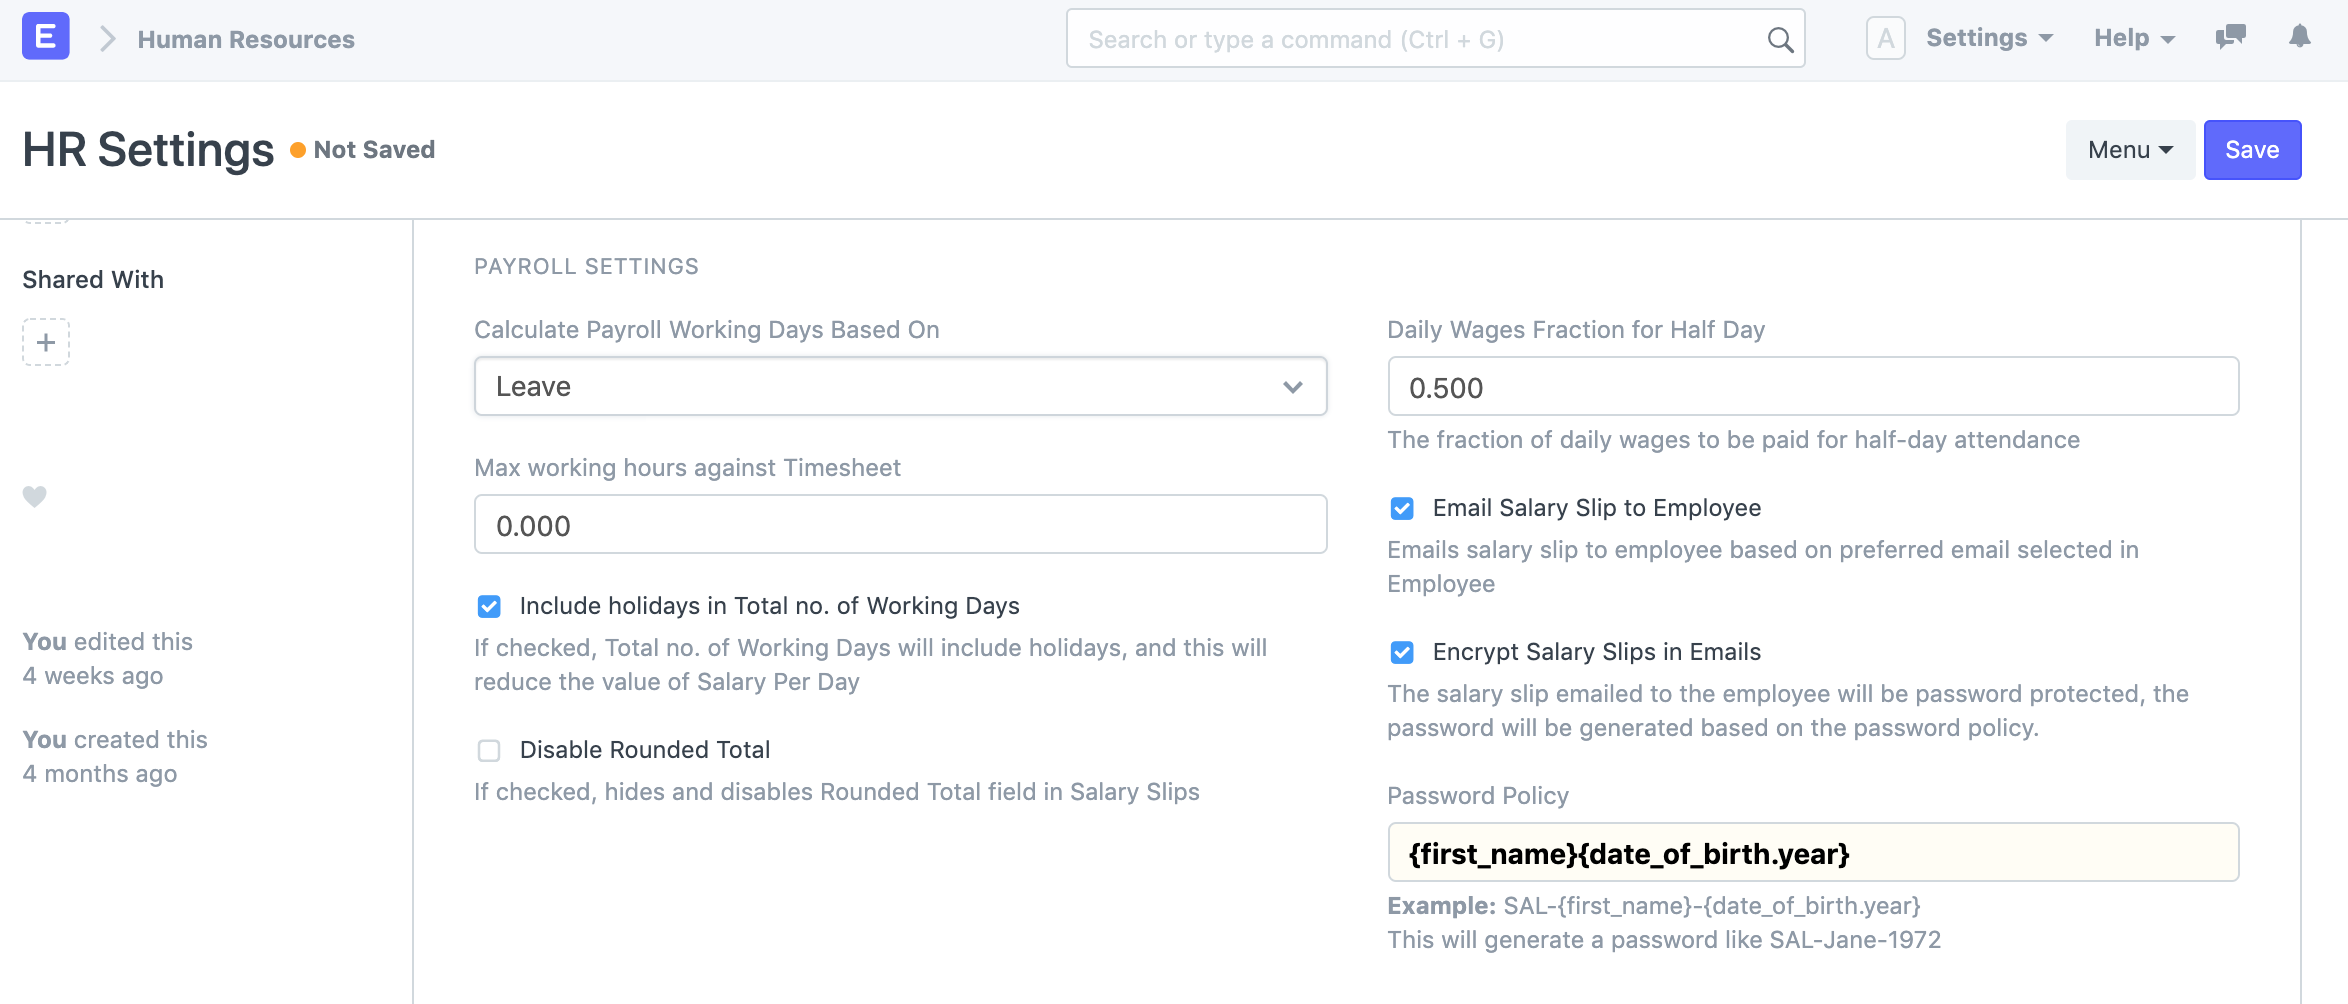 E
Human Resources
Search or type a command (Ctrl + G)
A
Settings
Help
HR Settings
Not Saved
Menu
Save
Shared With
+
You edited this
4 weeks ago
You created this
4 months ago
PAYROLL SETTINGS
Calculate Payroll Working Days Based On
Leave
Max working hours against Timesheet
0.000
Include holidays in Total no. of Working Days
If checked, Total no. of Working Days will include holidays, and this will
reduce the value of Salary Per Day
Disable Rounded Total
If checked, hides and disables Rounded Total field in Salary Slips
Daily Wages Fraction for Half Day
0.500
The fraction of daily wages to be paid for half-day attendance
Email Salary Slip to Employee
Emails salary slip to employee based on preferred email selected in
Employee
Encrypt Salary Slips in Emails
The salary slip emailed to the employee will be password protected, the
password will be generated based on the password policy.
Password Policy
{first_name}{date_of_birth.year}
Example: SAL-{first_name}-{date_of_birth.year}
This will generate a password like SAL-Jane-1972